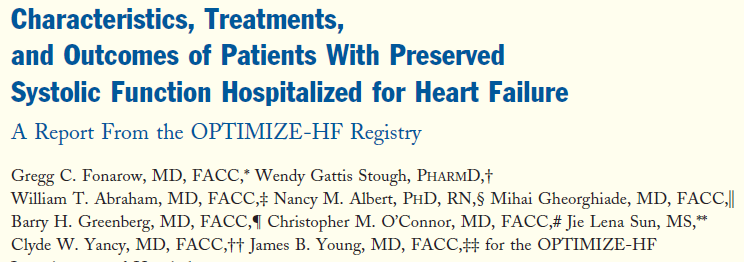 Characteristics, Treatments,
and Outcomes of Patients With Preserved
Systolic Function Hospitalized for Heart Failure
A Report From the OPTIMIZE-HF Registry
Gregg C. Fonarow, MD, FACC,* Wendy Gattis Stough, PHARMD,†
William T. Abraham, MD, FACC,‡ Nancy M. Albert, PHD, RN,§ Mihai Gheorghiade, MD, FACC,‖
Barry H. Greenberg, MD, FACC,¶ Christopher M. O'Connor, MD, FACC,# Jie Lena Sun, MS,**
Clyde W. Yancy, MD, FACC,†† James B. Young, MD, FACC,‡‡ for the OPTIMIZE-HF